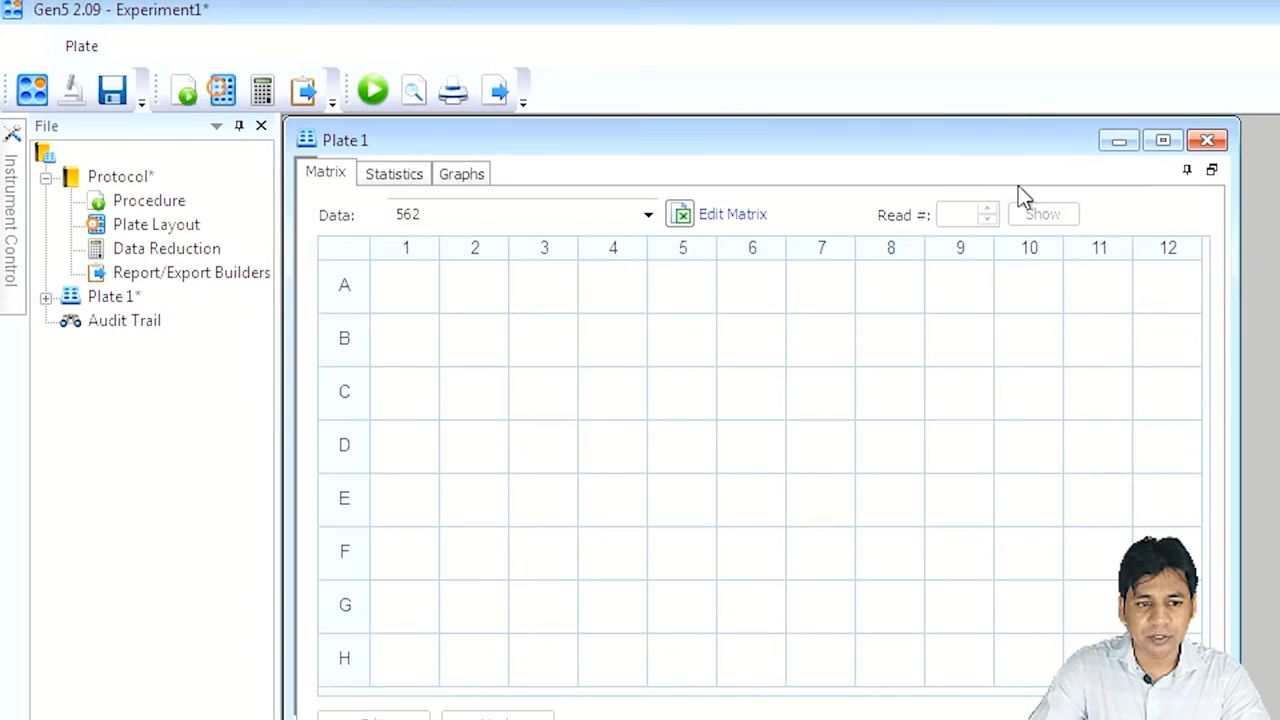 Gen5 2.09 - Experiment1*
Plate
File
Instrument Control
Protocol*
Procedure
Plate Layout
Data Reduction
Report/Export Builders
Plate 1*
Audit Trail
Plate 1
Matrix Statistics Graphs
Data: 562 Edit Matrix Read #: Show
1 2 3 4 5 6 7 8 9 10 11 12
A
B
C
D
E
F
G
H